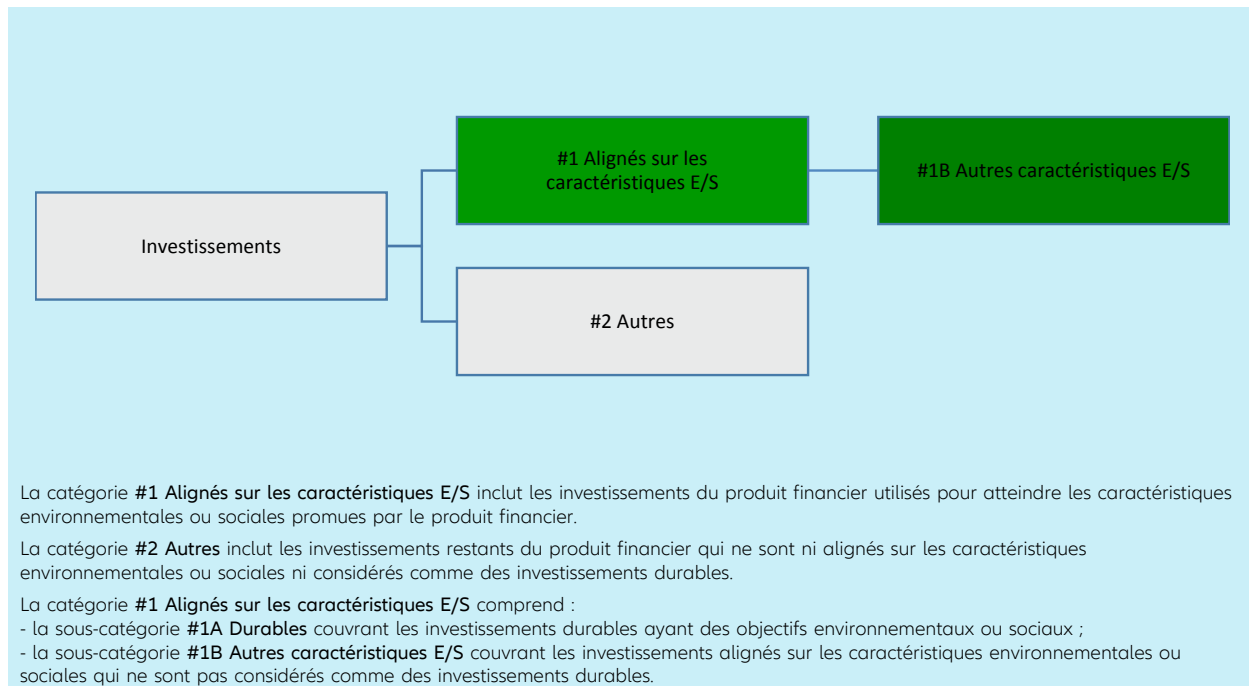 #1 Alignés sur les
caractéristiques E/S
#1B Autres caractéristiques E/S
Investissements
#2 Autres
La catégorie #1 Alignés sur les caractéristiques E/S inclut les investissements du produit financier utilisés pour atteindre les caractéristiques
environnementales ou sociales promues par le produit financier.
La catégorie #2 Autres inclut les investissements restants du produit financier qui ne sont ni alignés sur les caractéristiques
environnementales ou sociales ni considérés comme des investissements durables.
La catégorie #1 Alignés sur les caractéristiques E/S comprend :
- la sous-catégorie #1A Durables couvrant les investissements durables ayant des objectifs environnementaux ou sociaux ;
- la sous-catégorie #1B Autres caractéristiques E/S couvrant les investissements alignés sur les caractéristiques environnementales ou
sociales qui ne sont pas considérés comme des investissements durables.